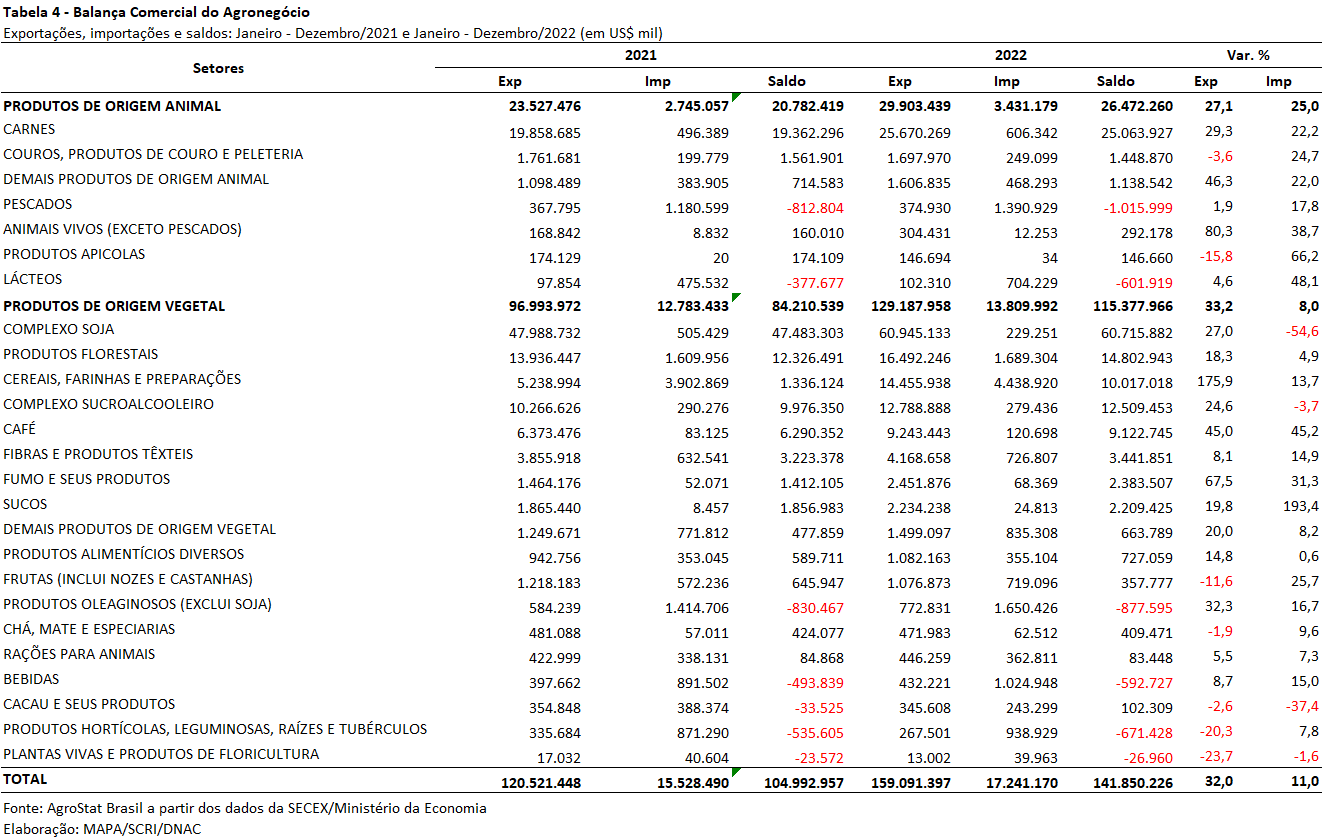 Tabela 4 - Balança Comercial do Agronegócio
Exportações, importações e saldos: Janeiro - Dezembro/2021 e Janeiro - Dezembro/2022 (em US$ mil)
Setores 2021 2022 Var. %
Exp Imp Saldo Exp Imp Saldo Exp Imp
PRODUTOS DE ORIGEM ANIMAL 23.527.476 2.745.057 20.782.419 29.903.439 3.431.179 26.472.260 27,1 25,0
CARNES 19.858.685 496.389 19.362.296 25.670.269 606.342 25.063.927 29,3 22,2
COUROS, PRODUTOS DE COURO E PELETERIA 1.761.681 199.779 1.561.901 1.697.970 249.099 1.448.870 -3,6 24,7
DEMAIS PRODUTOS DE ORIGEM ANIMAL 1.098.489 383.905 714.583 1.606.835 468.293 1.138.542 46,3 22,0
PESCADOS 367.795 1.180.599 -812.804 374.930 1.390.929 -1.015.999 1,9 17,8
ANIMAIS VIVOS (EXCETO PESCADOS) 168.842 8.832 160.010 304.431 12.253 292.178 80,3 38,7
PRODUTOS APICOLAS 174.129 20 174.109 146.694 34 146.660 -15,8 66,2
LÁCTEOS 97.854 475.532 -377.677 102.310 704.229 -601.919 4,6 48,1
PRODUTOS DE ORIGEM VEGETAL 96.993.972 12.783.433 84.210.539 129.187.958 13.809.992 115.377.966 33,2 8,0
COMPLEXO SOJA 47.988.732 505.429 47.483.303 60.945.133 229.251 60.715.882 27,0 -54,6
PRODUTOS FLORESTAIS 13.936.447 1.609.956 12.326.491 16.492.246 1.689.304 14.802.943 18,3 4,9
CEREAIS, FARINHAS E PREPARAÇÕES 5.238.994 3.902.869 1.336.124 14.455.938 4.438.920 10.017.018 175,9 13,7
COMPLEXO SUCROALCOOLEIRO 10.266.626 290.276 9.976.350 12.788.888 279.436 12.509.453 24,6 -3,7
CAFÉ 6.373.476 83.125 6.290.352 9.243.443 120.698 9.122.745 45,0 45,2
FIBRAS E PRODUTOS TÊXTEIS 3.855.918 632.541 3.223.378 4.168.658 726.807 3.441.851 8,1 14,9
FUMO E SEUS PRODUTOS 1.464.176 52.071 1.412.105 2.451.876 68.369 2.383.507 67,5 31,3
SUCOS 1.865.440 8.457 1.856.983 2.234.238 24.813 2.209.425 19,8 193,4
DEMAIS PRODUTOS DE ORIGEM VEGETAL 1.249.671 771.812 477.859 1.499.097 835.308 663.789 20,0 8,2
PRODUTOS ALIMENTÍCIOS DIVERSOS 942.756 353.045 589.711 1.082.163 355.104 727.059 14,8 0,6
FRUTAS (INCLUI NOZES E CASTANHAS) 1.218.183 572.236 645.947 1.076.873 719.096 357.777 -11,6 25,7
PRODUTOS OLEAGINOSOS (EXCLUI SOJA) 584.239 1.414.706 -830.467 772.831 1.650.426 -877.595 32,3 16,7
CHÁ, MATE E ESPECIARIAS 481.088 57.011 424.077 471.983 62.512 409.471 -1,9 9,6
RAÇÕES PARA ANIMAIS 422.999 338.131 84.868 446.259 362.811 83.448 5,5 7,3
BEBIDAS 397.662 891.502 -493.839 432.221 1.024.948 -592.727 8,7 15,0
CACAU E SEUS PRODUTOS 354.848 388.374 -33.525 345.608 243.299 102.309 -2,6 -37,4
PRODUTOS HORTÍCOLAS, LEGUMINOSAS, RAÍZES E TUBÉRCULOS 335.684 871.290 -535.605 267.501 938.929 -671.428 -20,3 7,8
PLANTAS VIVAS E PRODUTOS DE FLORICULTURA 17.032 40.604 -23.572 13.002 39.963 -26.960 -23,7 -1,6
TOTAL 120.521.448 15.528.490 104.992.957 159.091.397 17.241.170 141.850.226 32,0 11,0
Fonte: AgroStat Brasil a partir dos dados da SECEX/Ministério da Economia
Elaboração: MAPA/SCRI/DNAC